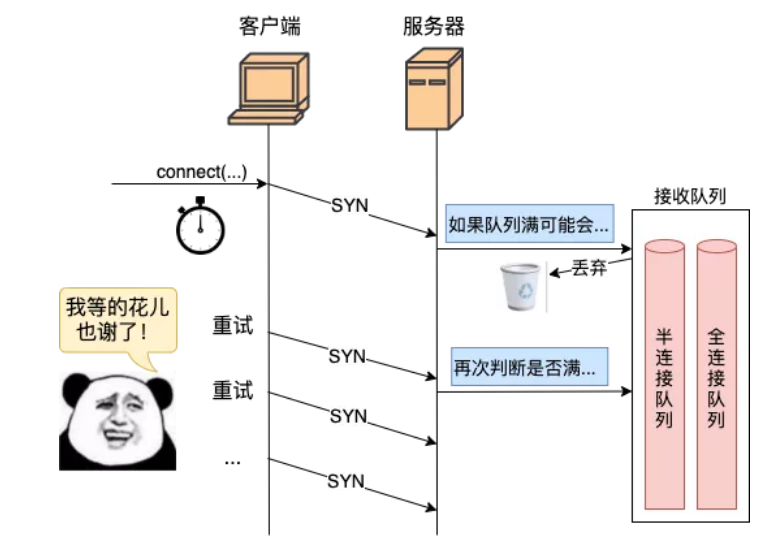 客户端
服务器
connect(...)
SYN
接收队列
如果队列满可能会...
丢弃
我等的花儿
也谢了！
重试
SYN
再次判断是否满...
半连接队列
全连接队列
重试
SYN
...
SYN